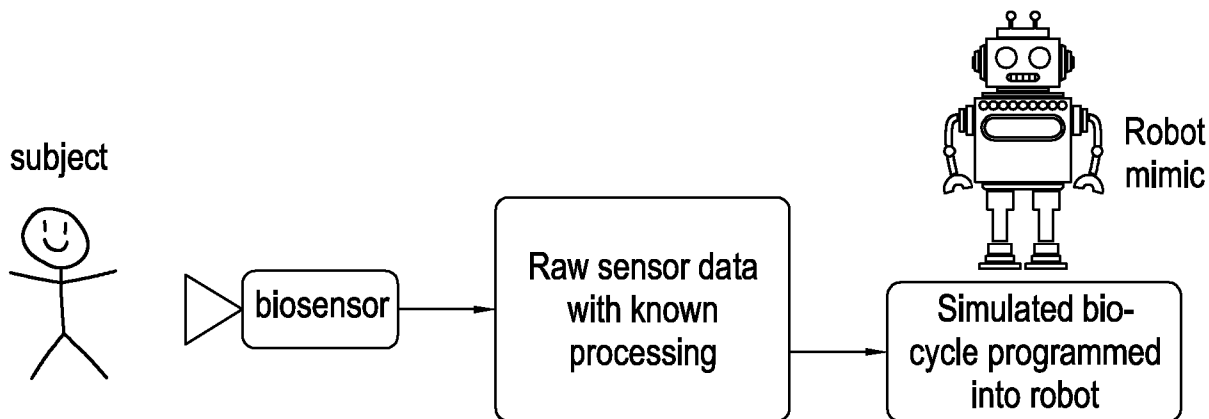 subject
biosensor
Raw sensor data
with known
processing
Robot
mimic
Simulated bio-
cycle programmed
into robot